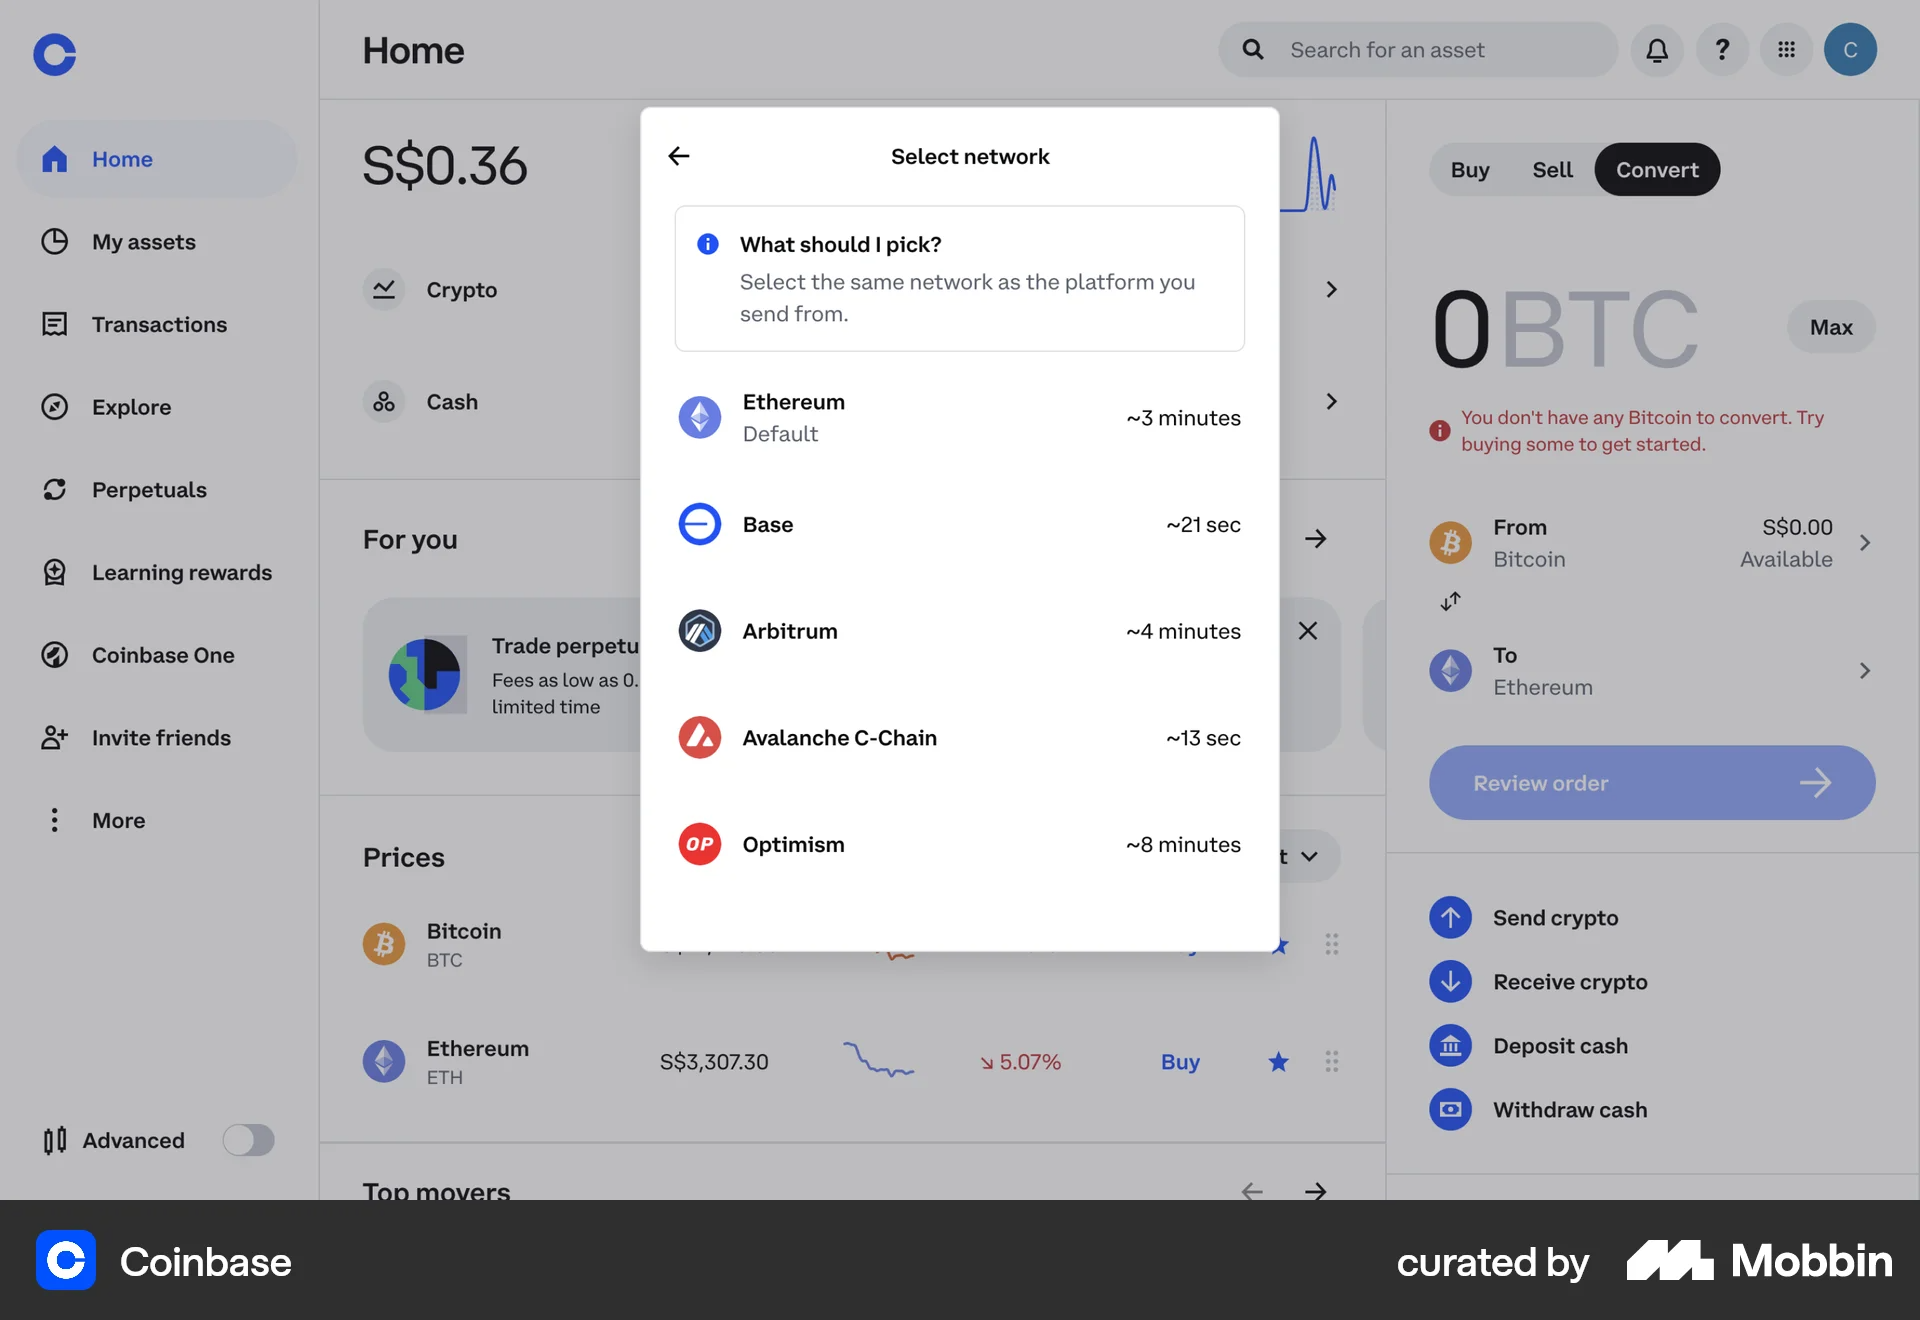 Home
Search for an asset
C
Home
My assets
Transactions
Explore
Perpetuals
Learning rewards
Coinbase One
Invite friends
More
Advanced
S$0.36
Crypto
Cash
For you
Trade perpetu
Fees as low as 0.
limited time
Prices
t
Bitcoin
BTC
Ethereum
ETH
S$3,307.30
5.07%
Buy
Top movers
Select network
What should I pick?
Select the same network as the platform you
send from.
Ethereum
Default
~3 minutes
Base
~21 sec
Arbitrum
~4 minutes
Avalanche C-Chain
~13 sec
OP
Optimism
~8 minutes
Buy
Sell
Convert
0BTC
Max
You don't have any Bitcoin to convert. Try
buying some to get started.
From
Bitcoin
S$0.00
Available
To
Ethereum
Review order
Send crypto
Receive crypto
Deposit cash
Withdraw cash
Coinbase
curated by
Mobbin